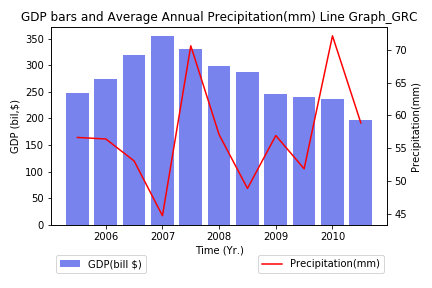 GDP bars and Average Annual Precipitation(mm) Line Graph_GRC
350
300
250
200
150
100
50
0
GDP (bil,$)
70
65
60
55
50
45
Precipitation(mm)
2006 2007 2008 2009 2010
Time (Yr.)
GDP(bill $)
Precipitation(mm)